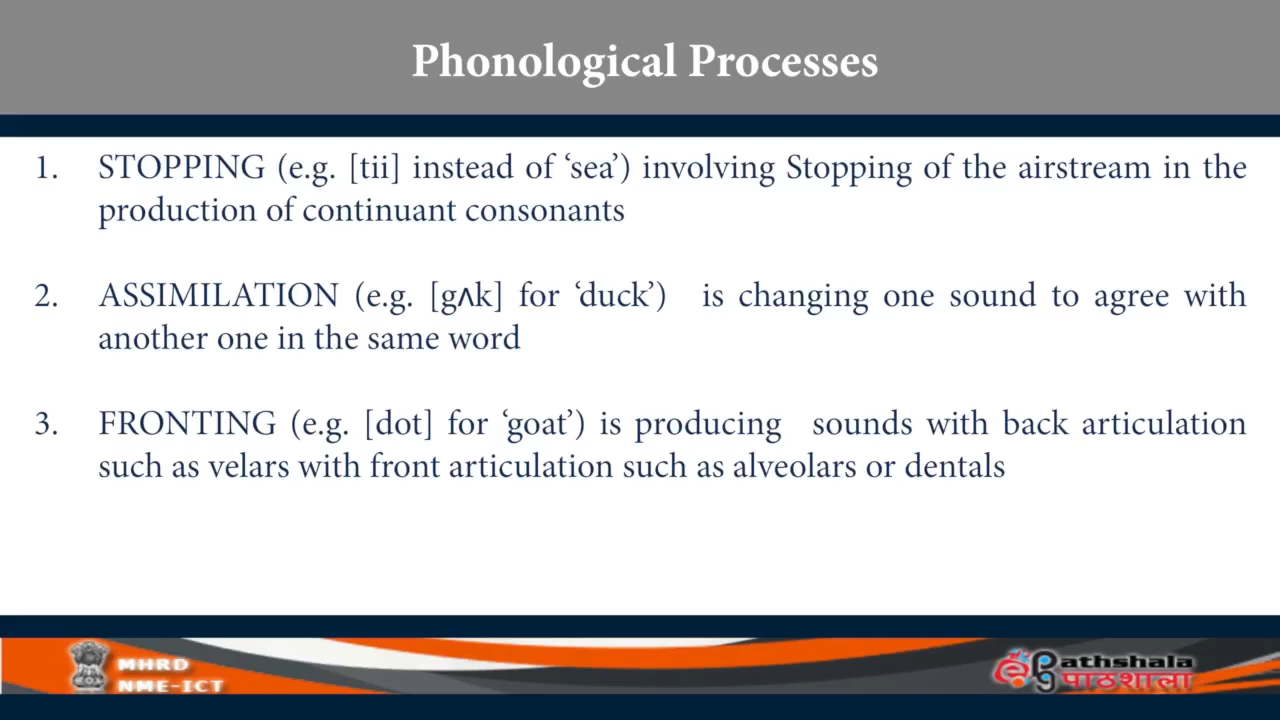 Phonological Processes
1. STOPPING (e.g. [tii] instead of ‘sea’) involving Stopping of the airstream in the
production of continuant consonants
2. ASSIMILATION (e.g. [gʌk] for ‘duck’) is changing one sound to agree with
another one in the same word
3. FRONTING (e.g. [dot] for ‘goat’) is producing sounds with back articulation
such as velars with front articulation such as alveolars or dentals
MHRD
NME-ICT
Pathshala
पाठशाला